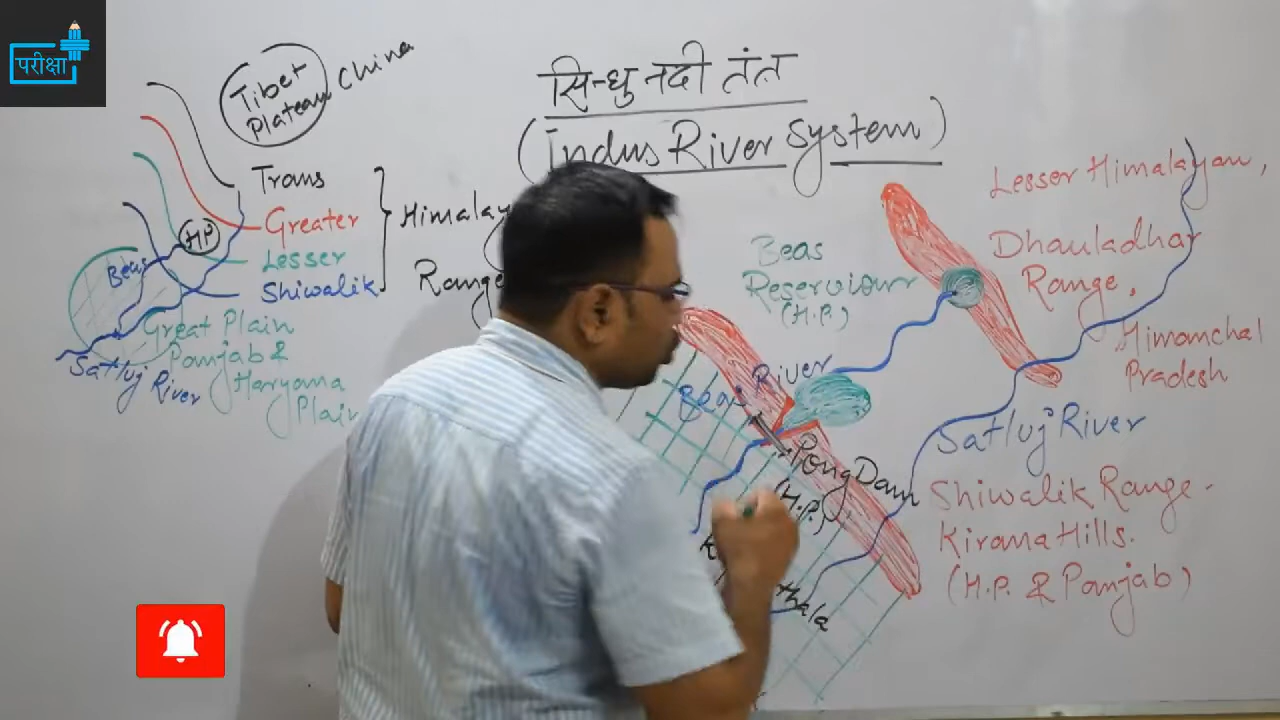 परीक्षा
Tibet
Plateau China
सिन्धु नदी तंत्र
(Indus River System)
Trans
Greater
Lesser
Shiwalik
Himalay
Range
HP
Beas
Great Plain
Panjab &
Haryana
Plain
Satluj River
Beas
Reserviour
(H.P.)
Lesser Himalayan,
Dhauladhar
Range,
Himanchal
Pradesh
Beas River
Satluj River
Pong Dam
(H.P.)
Shiwalik Range.
Kirana Hills.
(H.P. & Panjab)
thala